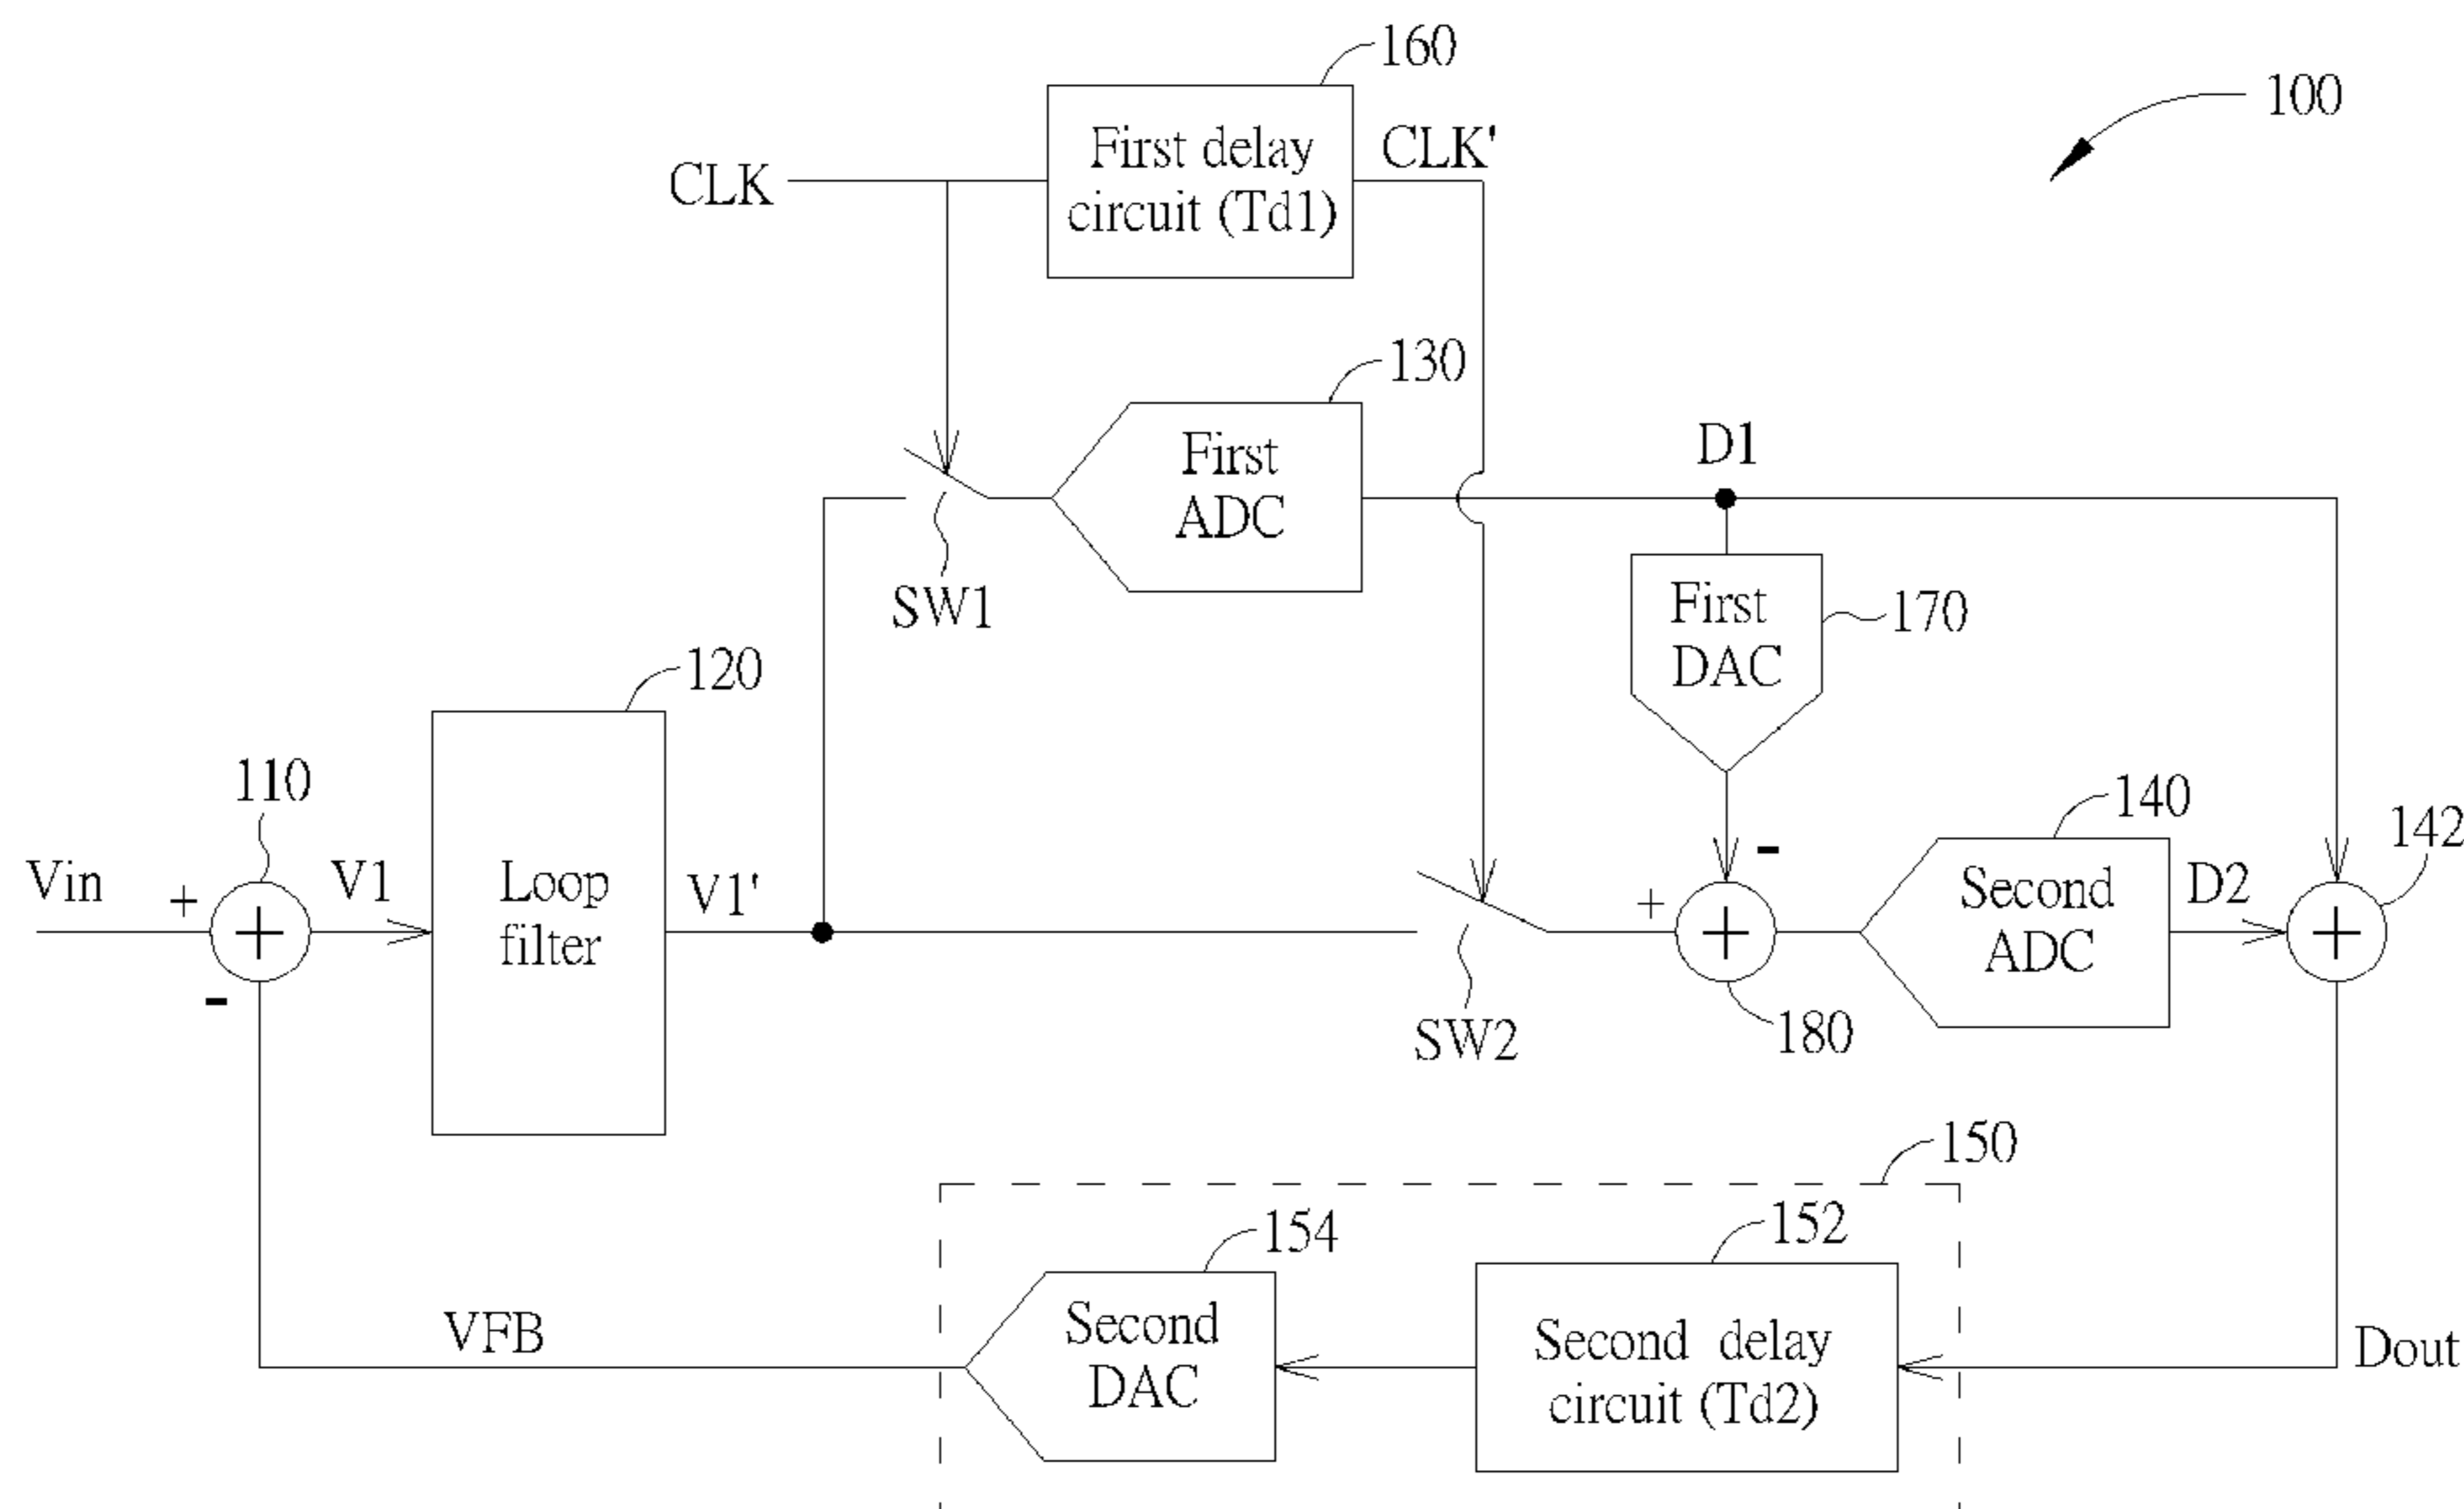 160
100
First delay
circuit (Td1)
CLK'
CLK
130
First
ADC
D1
SW1
First
DAC
170
120
110
140
142
Vin
+
V1
Loop
filter
V1'
+
-
Second
ADC
D2
+
+
+
-
SW2
180
150
154
152
VFB
Second
DAC
Second delay
circuit (Td2)
Dout